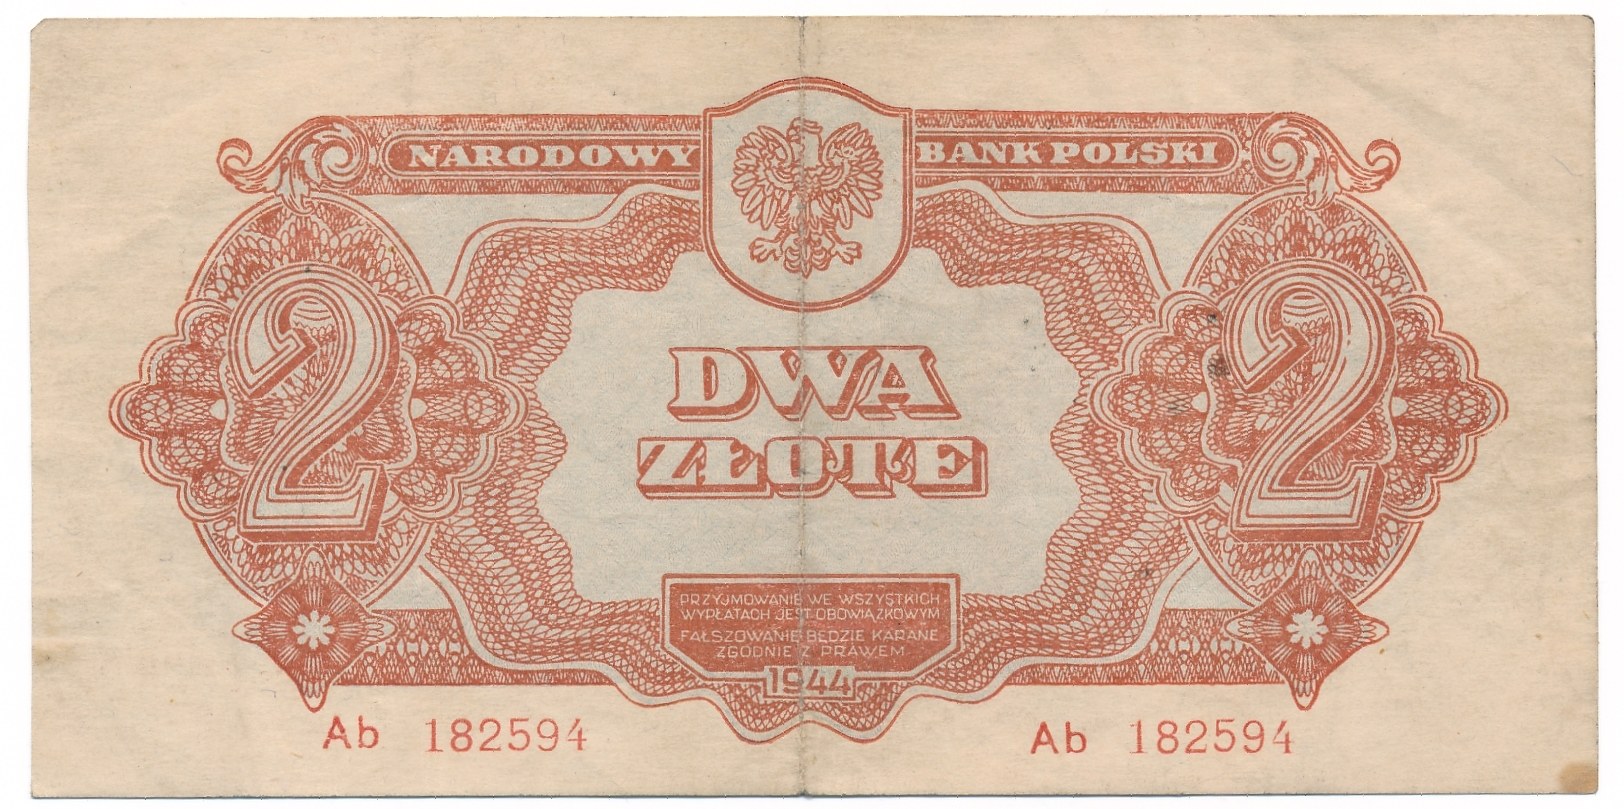 NARODOWY BANK POLSKI
2 2
DWA
ZŁOTE
PRZYJMOWANIE WE WSZYSTKICH
WYPŁATACH JEST OBOWIĄZKOWYM
FAŁSZOWANIE BĘDZIE KARANE
ZGODNIE Z PRAWEM
1944
Ab 182594 Ab 182594